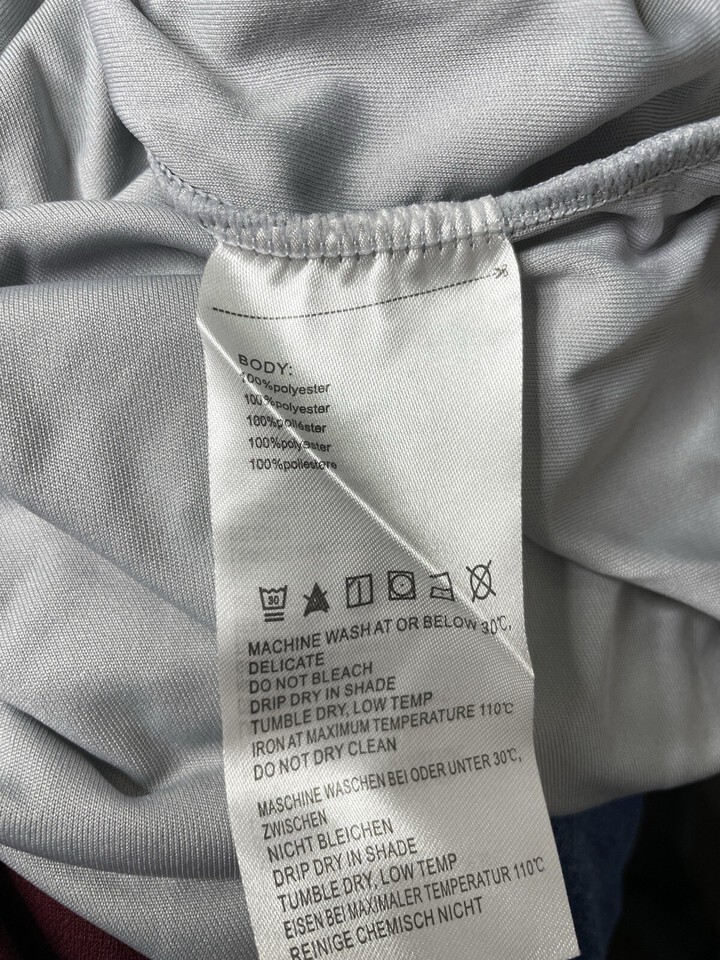 BODY:
100%polyester
100%polyester
100%poliéster
100%polyester
100%poliestere
30
MACHINE WASH AT OR BELOW 30℃,
DELICATE
DO NOT BLEACH
DRIP DRY IN SHADE
TUMBLE DRY, LOW TEMP
IRON AT MAXIMUM TEMPERATURE 110℃
DO NOT DRY CLEAN
MASCHINE WASCHEN BEI ODER UNTER 30℃,
ZWISCHEN
NICHT BLEICHEN
DRIP DRY IN SHADE
TUMBLE DRY, LOW TEMP
EISEN BEI MAXIMALER TEMPERATUR 110℃
REINIGE CHEMISCH NICHT